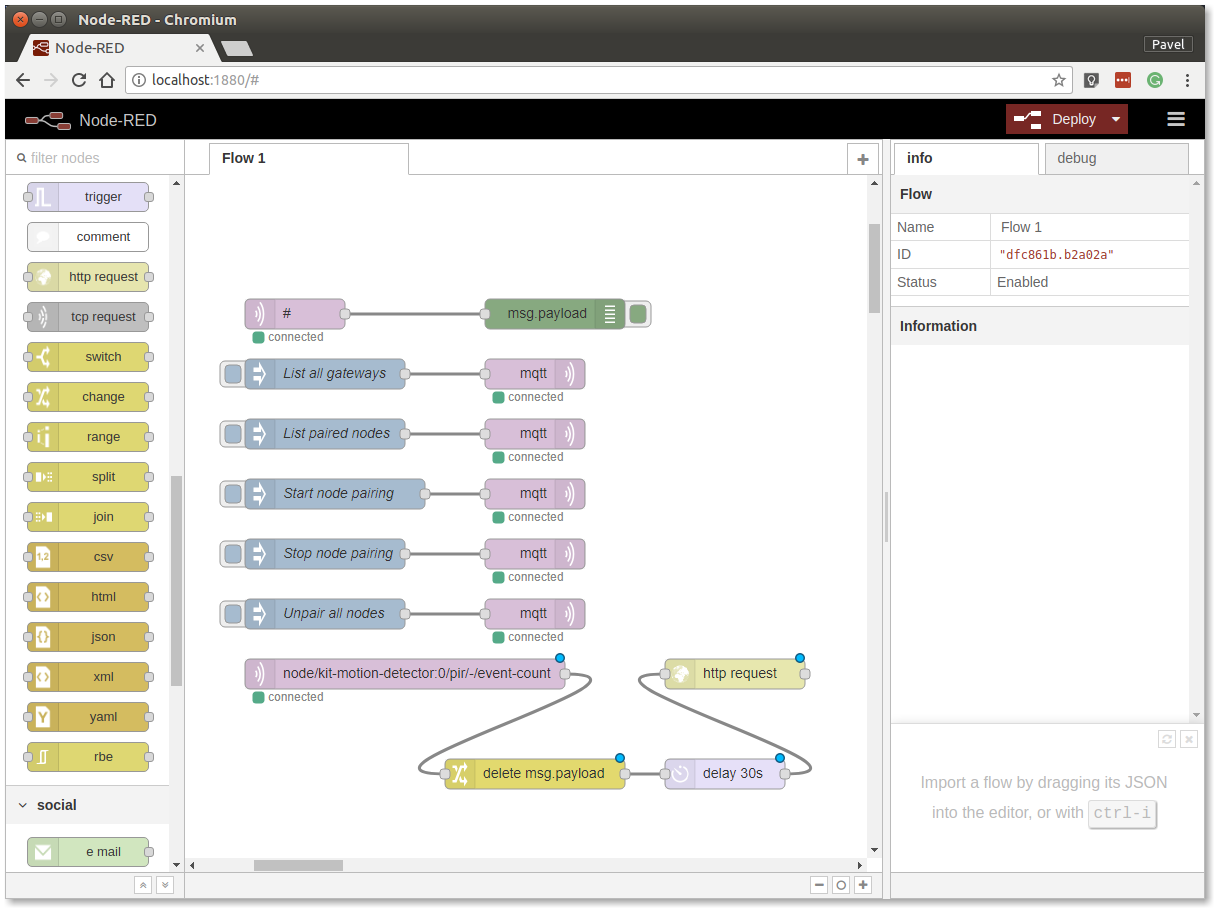 Node-RED - Chromium
Node-RED
Pavel
localhost:1880/#
Node-RED
Deploy
filter nodes
trigger
comment
http request
tcp request
switch
change
range
split
join
csv
html
json
xml
yaml
rbe
social
e mail
Flow 1
#
connected
msg.payload
List all gateways
mqtt
connected
List paired nodes
mqtt
connected
Start node pairing
mqtt
connected
Stop node pairing
mqtt
connected
Unpair all nodes
mqtt
connected
node/kit-motion-detector:0/pir/-/event-count
connected
http request
delete msg.payload
delay 30s
info
debug
Flow
Name Flow 1
ID "dfc861b.b2a02a"
Status Enabled
Information
Import a flow by dragging its JSON
into the editor, or with ctrl-i